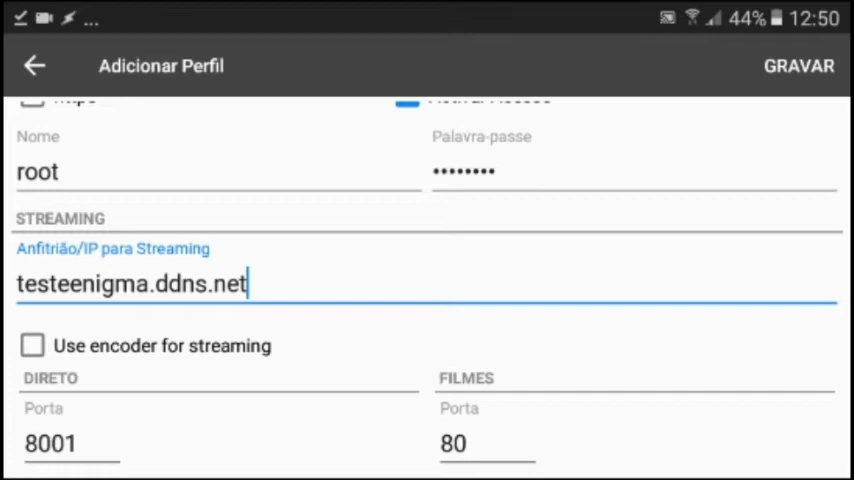 ... 44% 12:50
Adicionar Perfil GRAVAR
Nome Palavra-passe
root ••••••••
STREAMING
Anfitrião/IP para Streaming
testeenigma.ddns.net
Use encoder for streaming
DIRETO FILMES
Porta Porta
8001 80